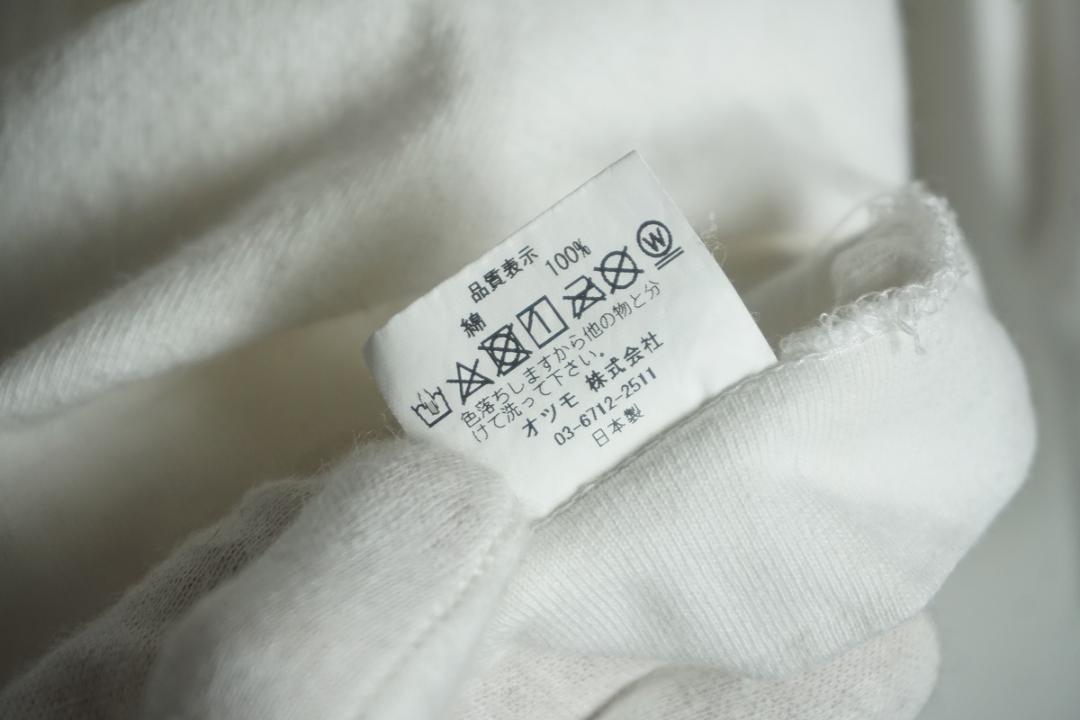 品質表示
綿 100%
W
色落ちしますから他の物と分
けて洗って下さい。
オツモ 株式会社
03-6712-2511
日本製